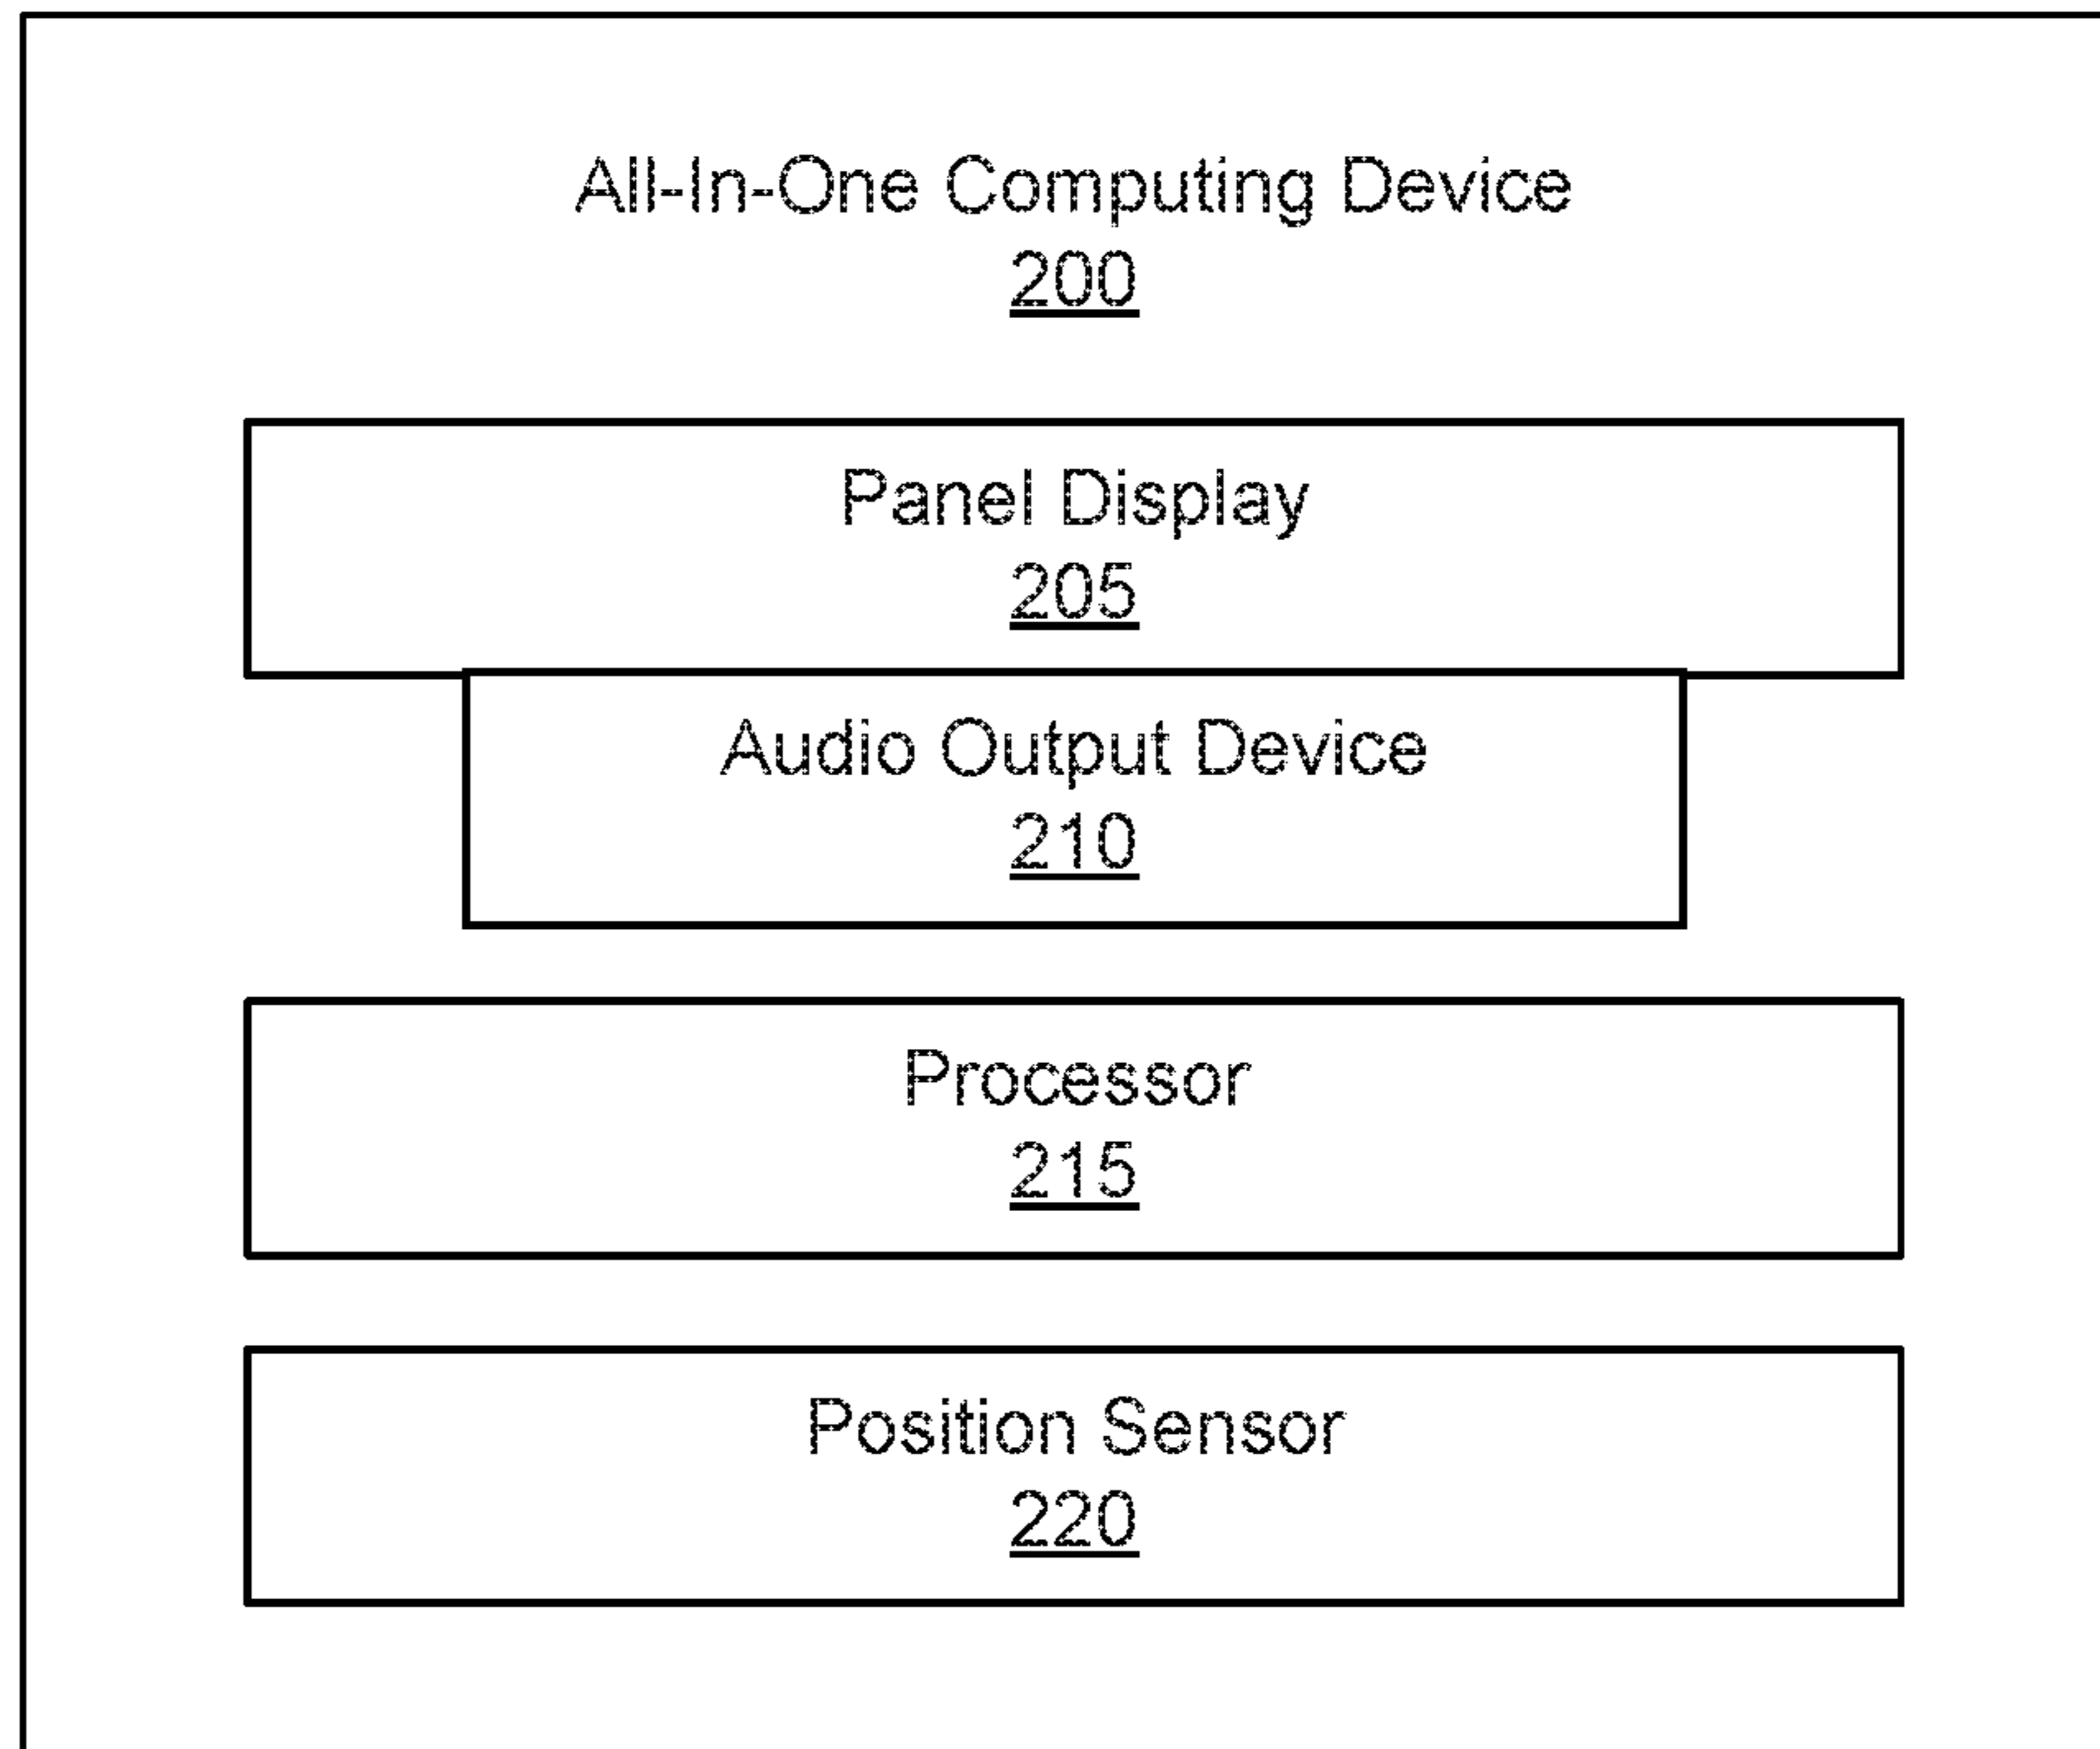 All-In-One Computing Device
200
Panel Display
205
Audio Output Device
210
Processor
215
Position Sensor
220